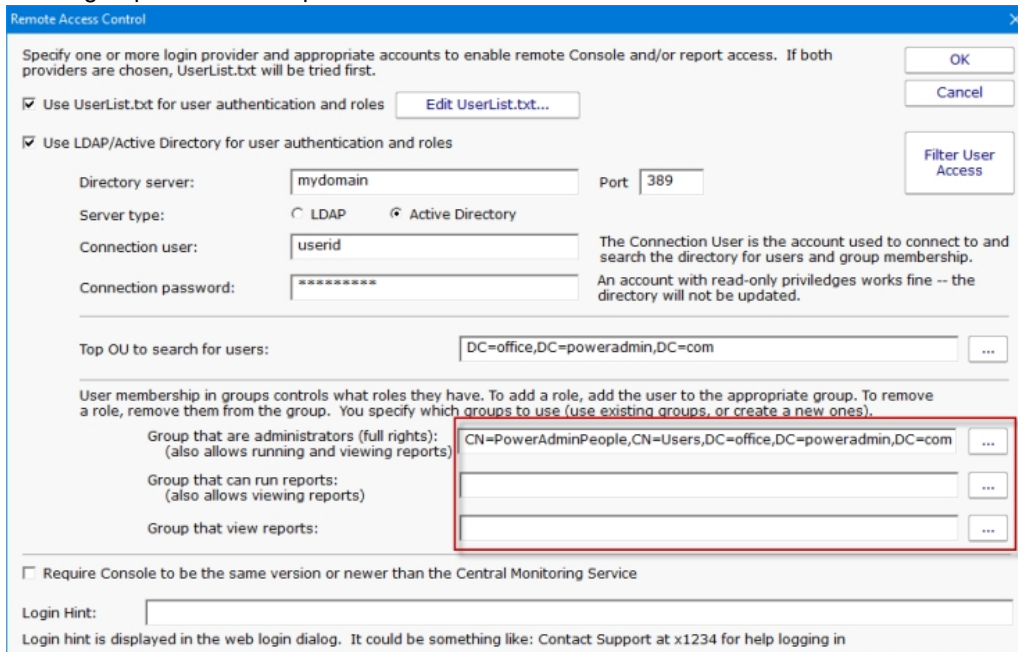 Remote Access Control
Specify one or more login provider and appropriate accounts to enable remote Console and/or report access. If both
providers are chosen, UserList.txt will be tried first.
OK
Cancel
Use UserList.txt for user authentication and roles
Edit UserList.txt...
Use LDAP/Active Directory for user authentication and roles
Filter User
Access
Directory server:
mydomain
Port
389
Server type:
LDAP
Active Directory
Connection user:
userid
The Connection User is the account used to connect to and
search the directory for users and group membership.
Connection password:
*********
An account with read-only priviledges works fine -- the
directory will not be updated.
Top OU to search for users:
DC=office,DC=poweradmin,DC=com
...
User membership in groups controls what roles they have. To add a role, add the user to the appropriate group. To remove
a role, remove them from the group. You specify which groups to use (use existing groups, or create a new ones).
Group that are administrators (full rights):
(also allows running and viewing reports)
CN=PowerAdminPeople,CN=Users,DC=office,DC=poweradmin,DC=com
...
Group that can run reports:
(also allows viewing reports)
...
Group that view reports:
...
Require Console to be the same version or newer than the Central Monitoring Service
Login Hint:
Login hint is displayed in the web login dialog. It could be something like: Contact Support at x1234 for help logging in